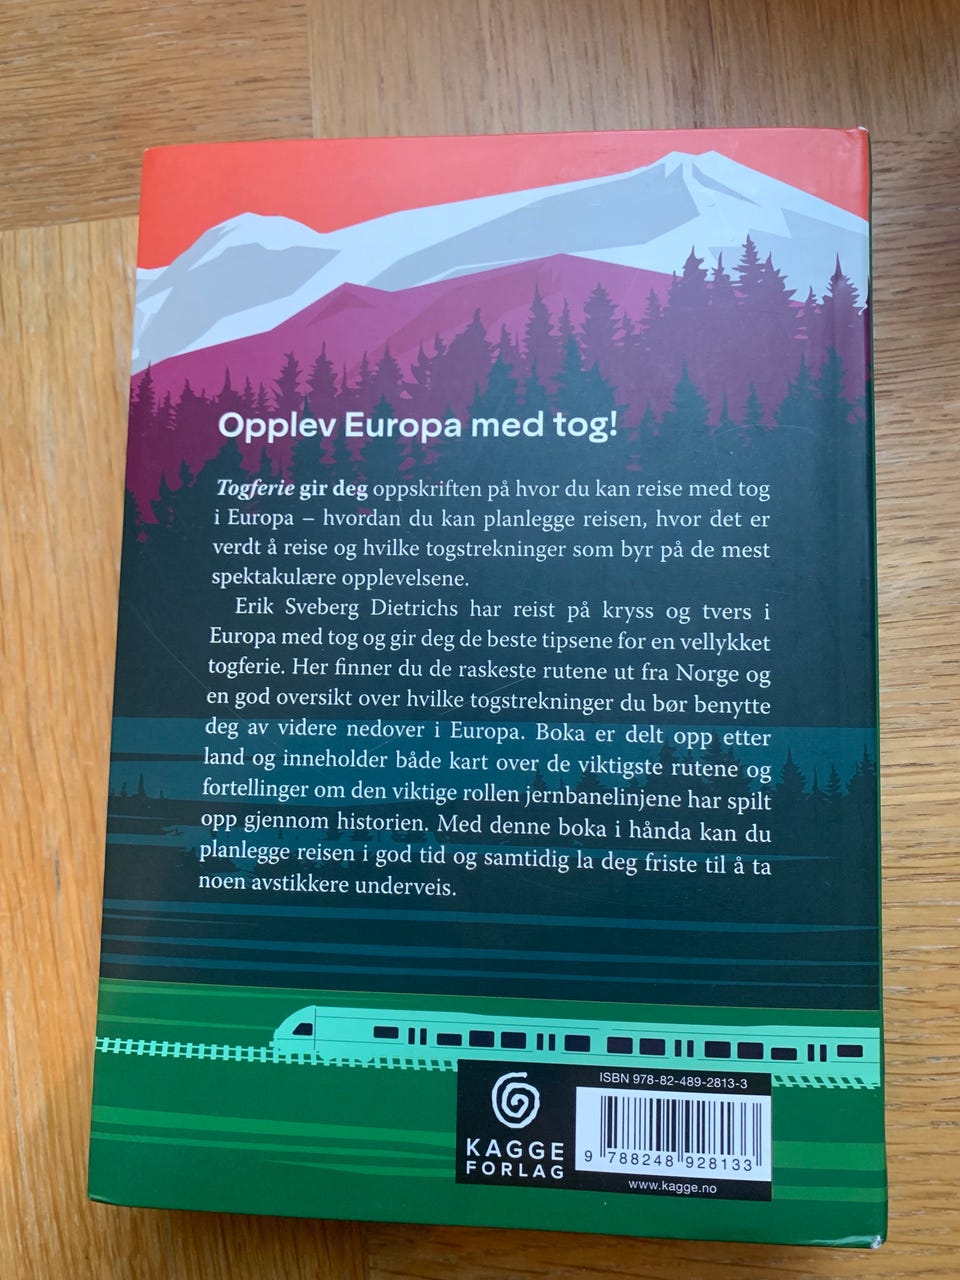 Opplev Europa med tog!
Togferie gir deg oppskriften på hvor du kan reise med tog
i Europa – hvordan du kan planlegge reisen, hvor det er
verdt å reise og hvilke togstrekninger som byr på de mest
spektakulære opplevelsene.
Erik Sveberg Dietrichs har reist på kryss og tvers i
Europa med tog og gir deg de beste tipsene for en vellykket
togferie. Her finner du de raskeste rutene ut fra Norge og
en god oversikt over hvilke togstrekninger du bør benytte
deg av videre nedover i Europa. Boka er delt opp etter
land og inneholder både kart over de viktigste rutene og
fortellinger om den viktige rollen jernbanelinjene har spilt
opp gjennom historien. Med denne boka i hånda kan du
planlegge reisen i god tid og samtidig la deg friste til å ta
noen avstikkere underveis.
KAGGE
FORLAG
ISBN 978-82-489-2813-3
9 788248 928133
www.kagge.no